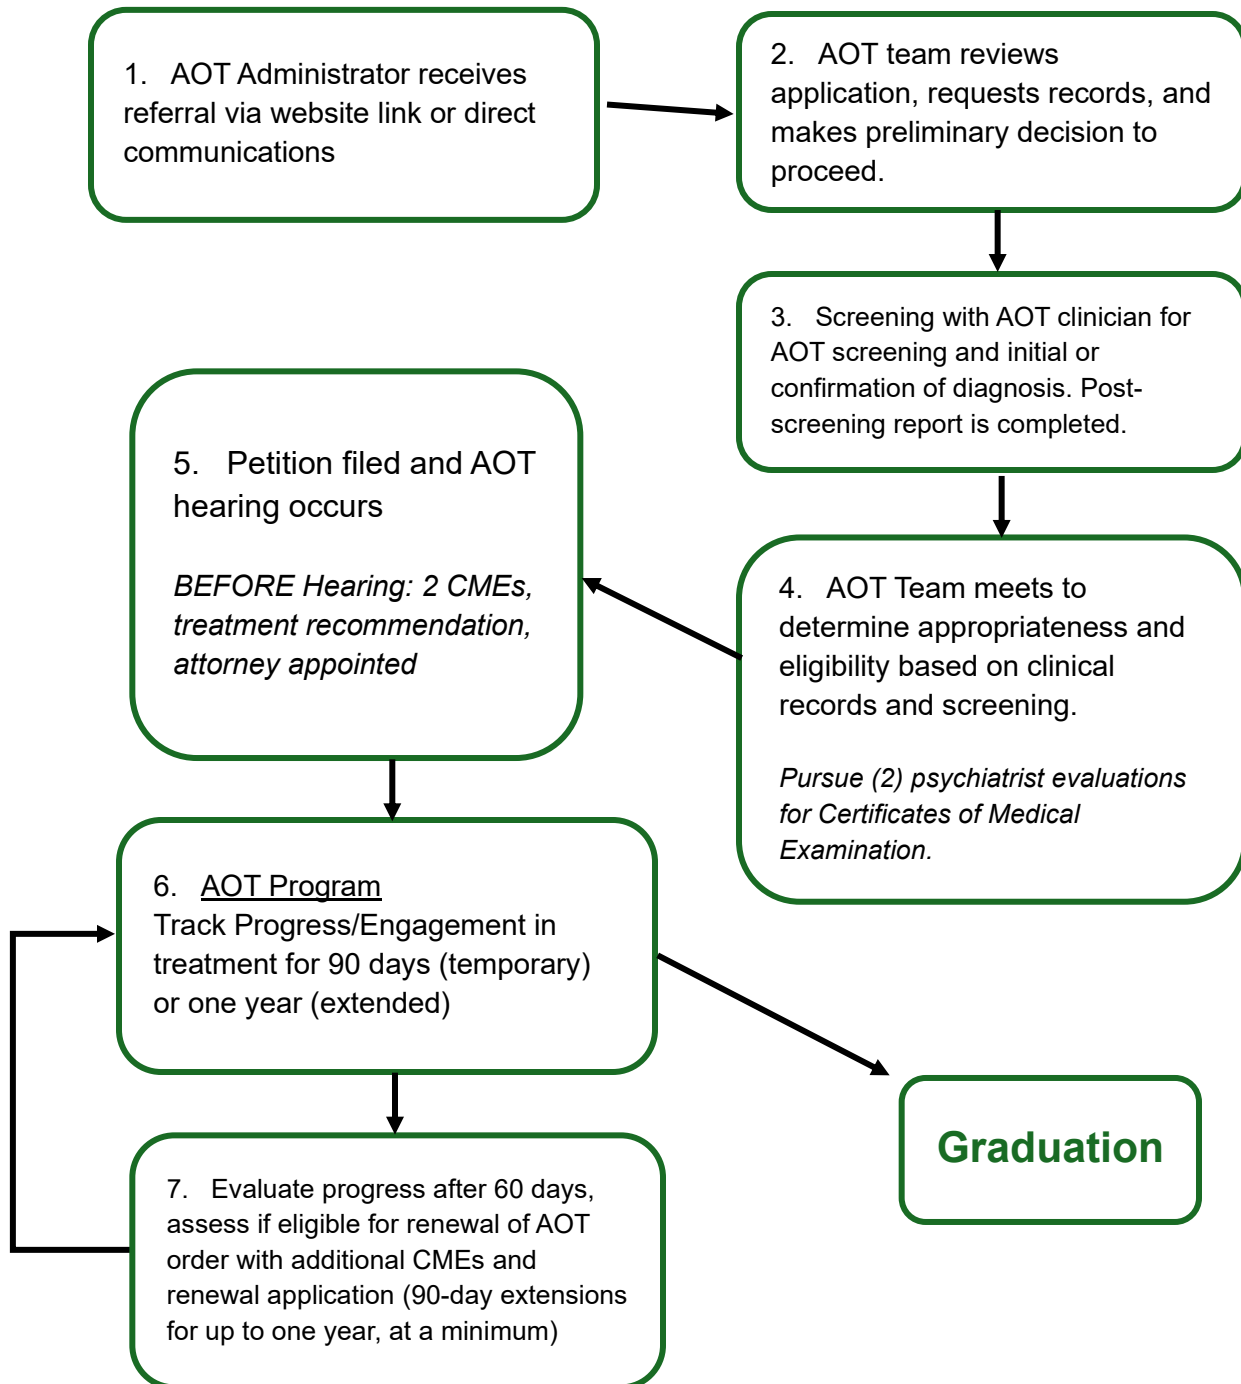 1. AOT Administrator receives
referral via website link or direct
communications
2. AOT team reviews
application, requests records, and
makes preliminary decision to
proceed.
3. Screening with AOT clinician for
AOT screening and initial or
confirmation of diagnosis. Post-
screening report is completed.
4. AOT Team meets to
determine appropriateness and
eligibility based on clinical
records and screening.
Pursue (2) psychiatrist evaluations
for Certificates of Medical
Examination.
5. Petition filed and AOT
hearing occurs
BEFORE Hearing: 2 CMEs,
treatment recommendation,
attorney appointed
6. AOT Program
Track Progress/Engagement in
treatment for 90 days (temporary)
or one year (extended)
7. Evaluate progress after 60 days,
assess if eligible for renewal of AOT
order with additional CMEs and
renewal application (90-day extensions
for up to one year, at a minimum)
Graduation